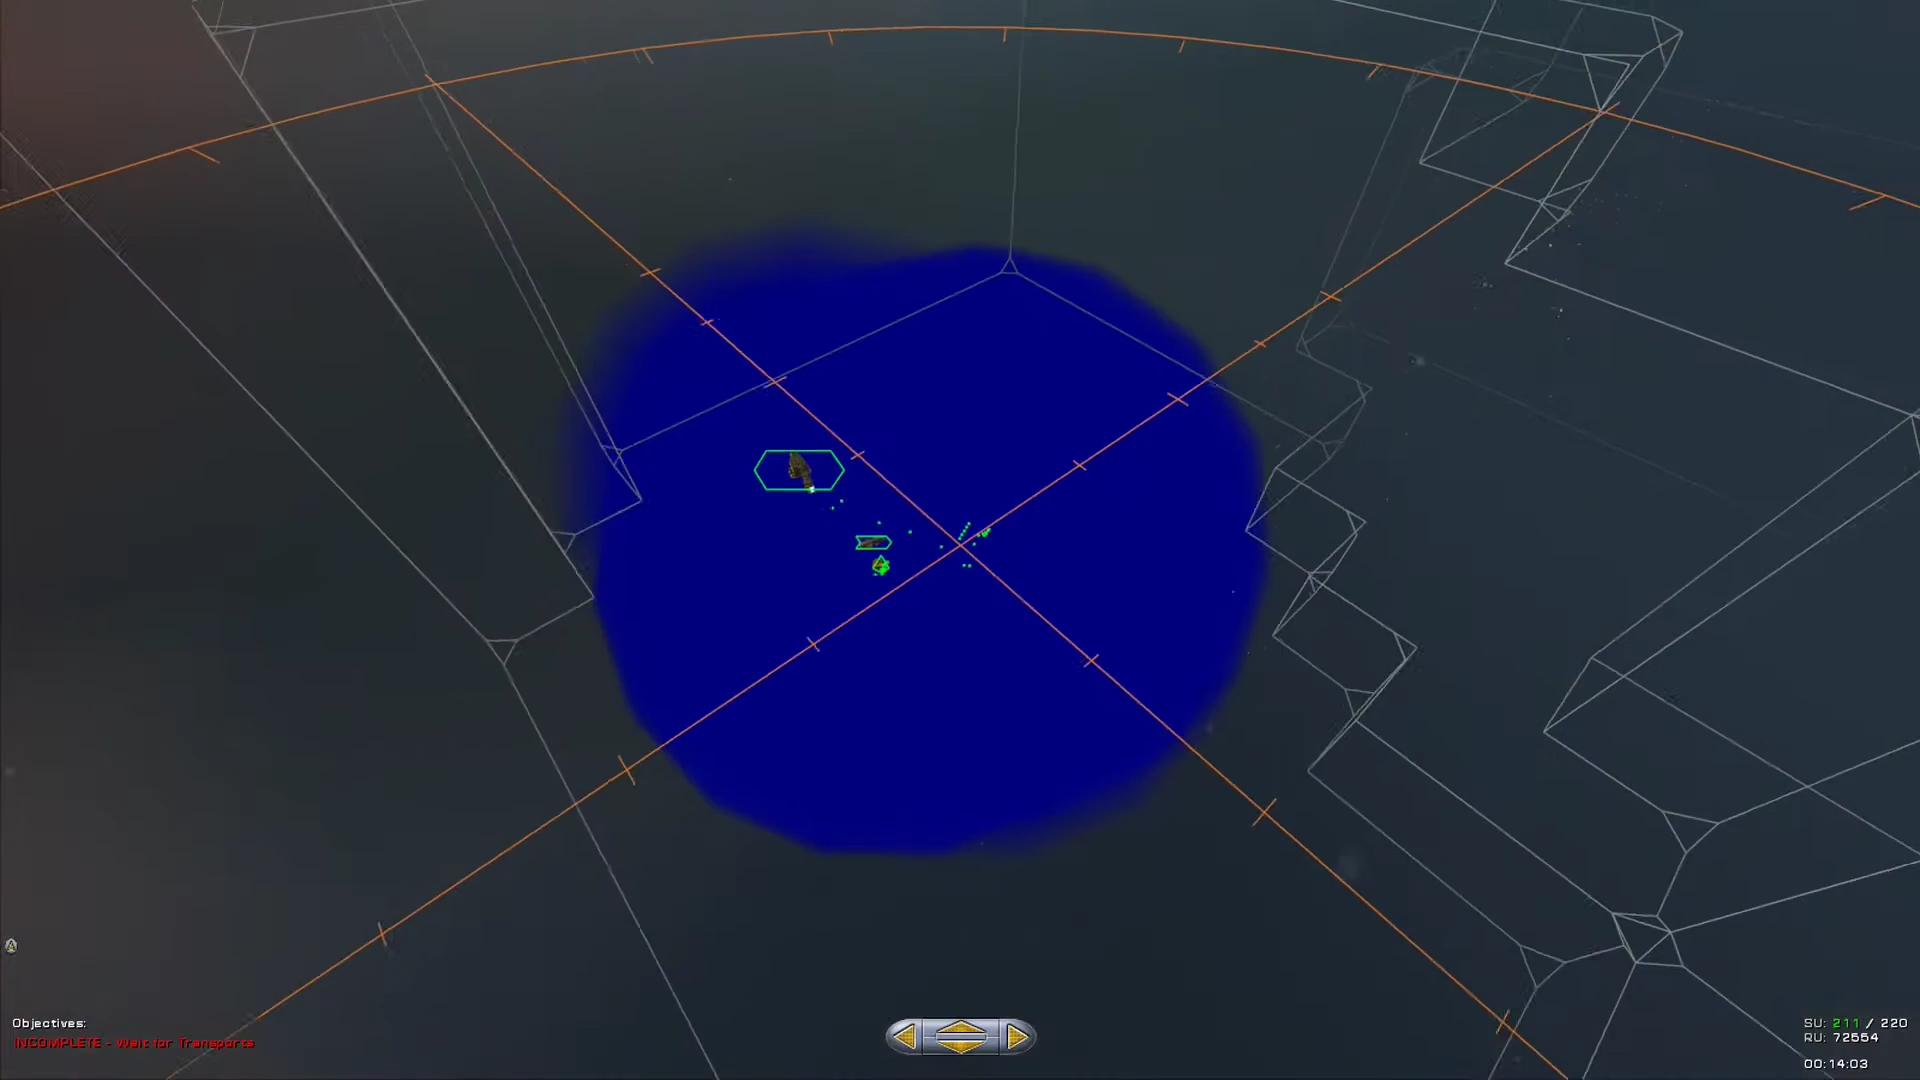 Objectives:
INCOMPLETE - Wait for Transports
SU: 211 / 220
RU: 72554
00:14:03